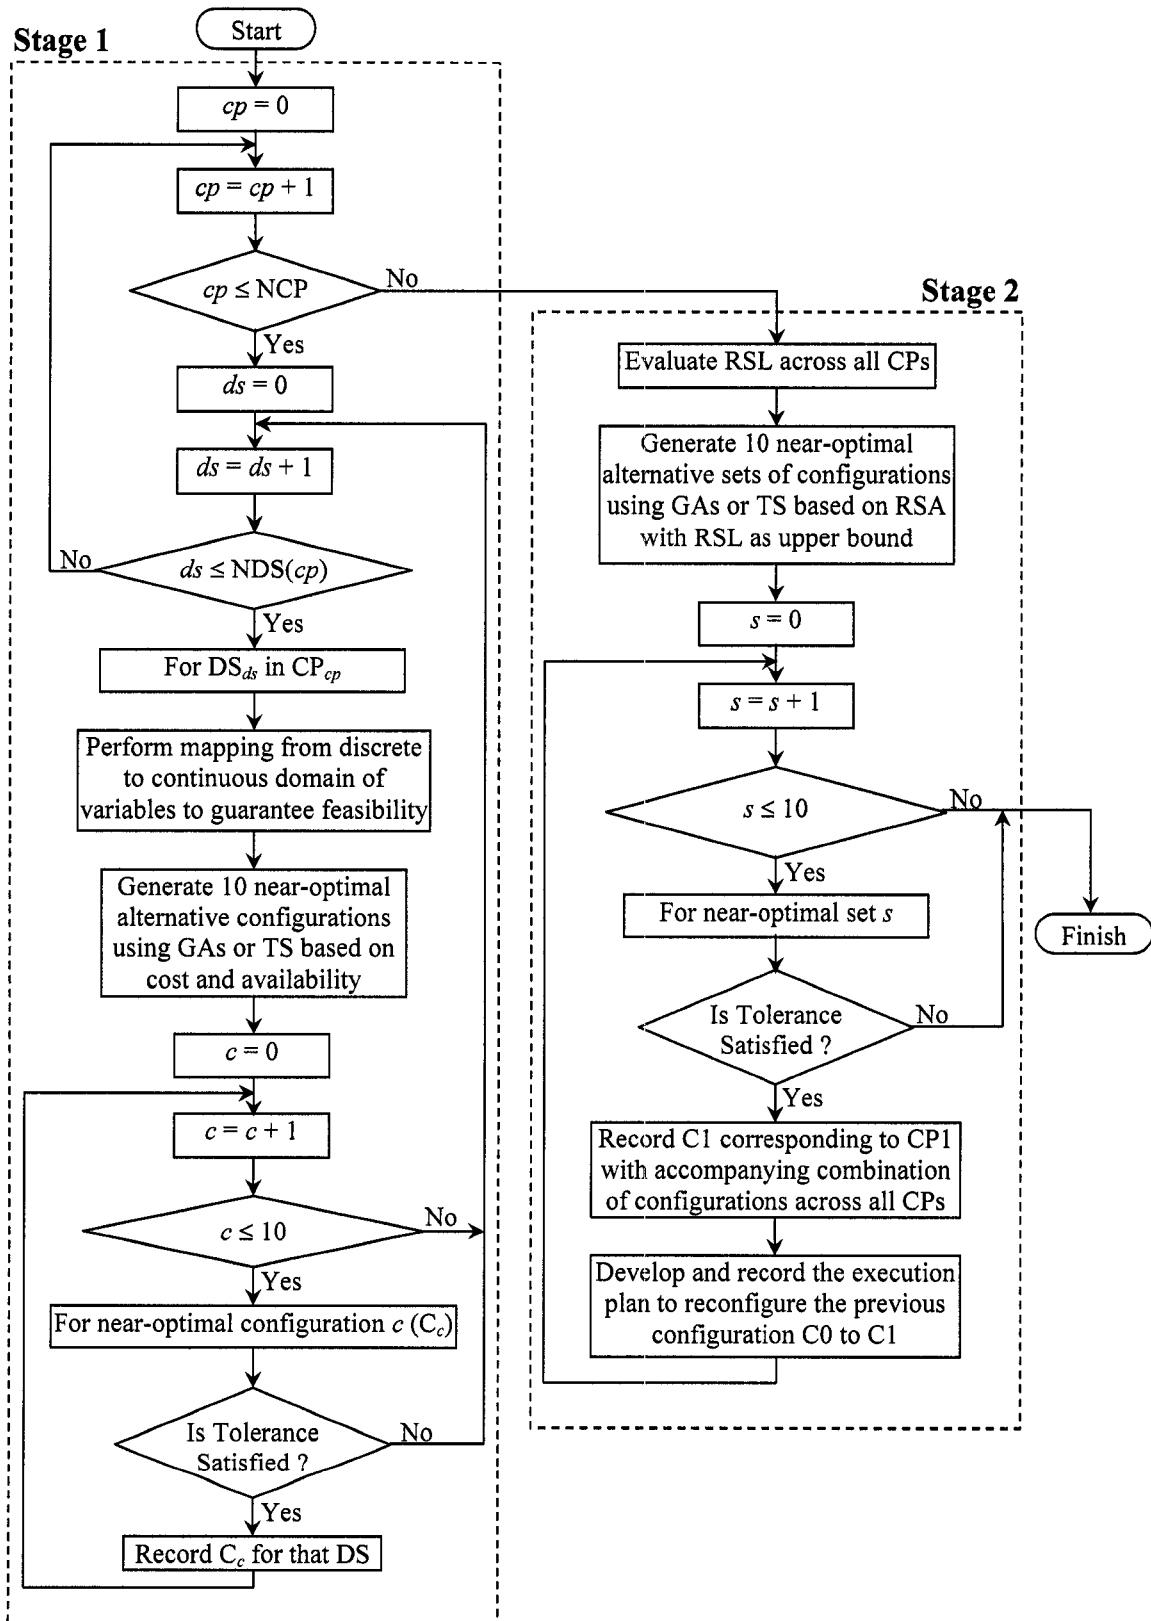 Start
Stage 1
cp = 0
cp = cp + 1
cp ≤ NCP
No
Yes
ds = 0
ds = ds + 1
No
ds ≤ NDS(cp)
Yes
For DSds in CPcp
Perform mapping from discrete
to continuous domain of
variables to guarantee feasibility
Generate 10 near-optimal
alternative configurations
using GAs or TS based on
cost and availability
c = 0
c = c + 1
c ≤ 10
No
Yes
For near-optimal configuration c (Cc)
Is Tolerance
Satisfied ?
No
Yes
Record Cc for that DS
Stage 2
Evaluate RSL across all CPs
Generate 10 near-optimal
alternative sets of configurations
using GAs or TS based on RSA
with RSL as upper bound
s = 0
s = s + 1
s ≤ 10
No
Yes
For near-optimal set s
Finish
Is Tolerance
Satisfied ?
No
Yes
Record C1 corresponding to CP1
with accompanying combination
of configurations across all CPs
Develop and record the execution
plan to reconfigure the previous
configuration C0 to C1